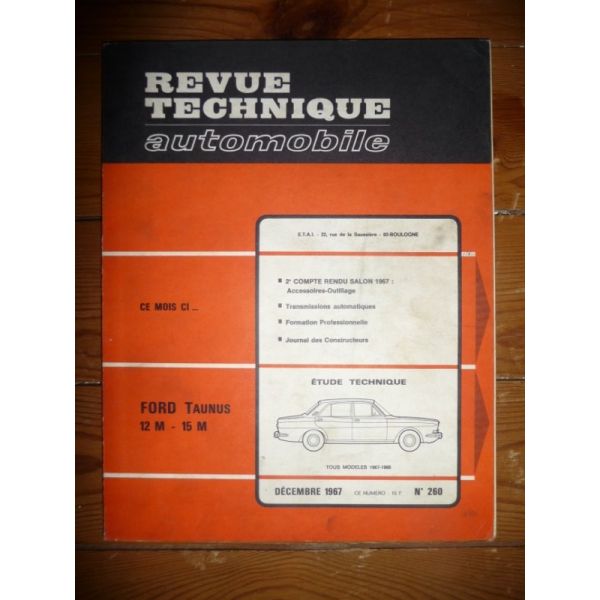 REVUE
TECHNIQUE
automobile
E.T.A.I. - 22, rue de la Saussière - 92-BOULOGNE
CE MOIS CI ...
2e COMPTE RENDU SALON 1967 :
Accessoires-Outillage
Transmissions automatiques
Formation Professionnelle
Journal des Constructeurs
FORD TAUNUS
12 M - 15 M
ÉTUDE TECHNIQUE
TOUS MODELES 1967-1968
DÉCEMBRE 1967 CE NUMERO : 15 F N° 260